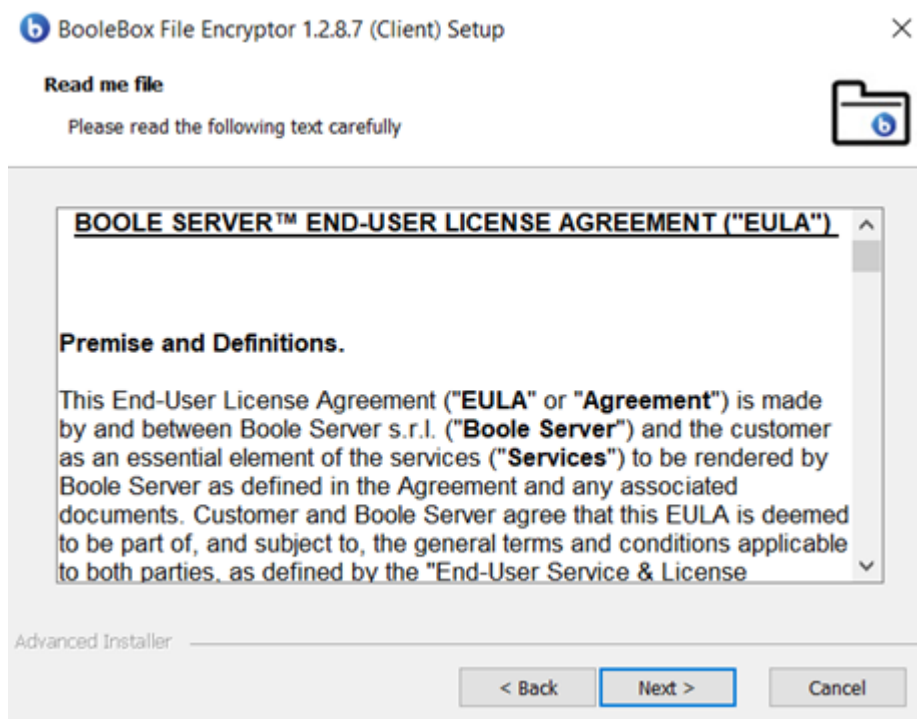 BooleBox File Encryptor 1.2.8.7 (Client) Setup
Read me file
Please read the following text carefully
BOOLE SERVER™ END-USER LICENSE AGREEMENT ("EULA")
Premise and Definitions.
This End-User License Agreement ("EULA" or "Agreement") is made
by and between Boole Server s.r.l. ("Boole Server") and the customer
as an essential element of the services ("Services") to be rendered by
Boole Server as defined in the Agreement and any associated
documents. Customer and Boole Server agree that this EULA is deemed
to be part of, and subject to, the general terms and conditions applicable
to both parties, as defined by the "End-User Service & License
Advanced Installer
< Back
Next >
Cancel